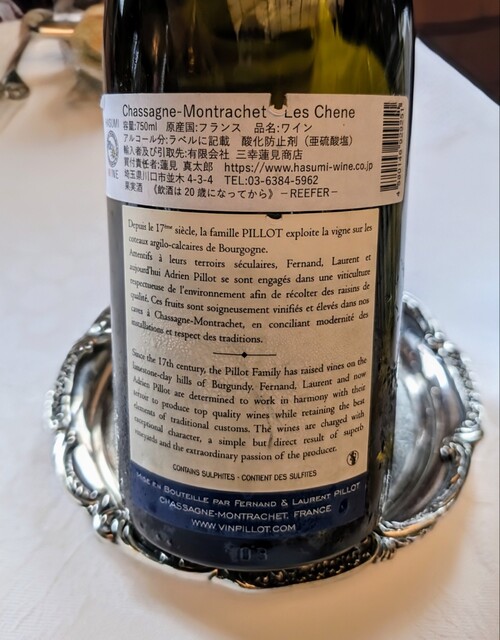 Chassagne-Montrachet Les Chene
容量:750ml 原産国:フランス 品名:ワイン
アルコール分:ラベルに記載 酸化防止剤(亜硫酸塩)
輸入者及び引取先:有限会社 三幸蓮見商店
買付責任者:蓮見 真太郎 https://www.hasumi-wine.co.jp
埼玉県川口市並木 4-3-4 TEL:03-6384-5962
果実酒 《飲酒は 20 歳になってから》 -REEFER-
WINE
Depuis le 17ème siècle, la famille PILLOT exploite la vigne sur les
coteaux argilo-calcaires de Bourgogne.
Attentifs à leurs terroirs séculaires, Fernand, Laurent et
aujourd'hui Adrien Pillot se sont engagés dans une viticulture
respectueuse de l'environnement afin de récolter des raisins de
qualité. Ces fruits sont soigneusement vinifiés et élevés dans nos
caves à Chassagne-Montrachet, en conciliant modernité des
installations et respect des traditions.
Since the 17th century, the Pillot Family has raised vines on the
limestone-clay hills of Burgundy. Fernand, Laurent and now
Adrien Pillot are determined to work in harmony with their
terroir to produce top quality wines while retaining the best
elements of traditional customs. The wines are charged with
exceptional character, a simple but direct result of superb
vineyards and the extraordinary passion of the producer.
CONTAINS SULPHITES - CONTIENT DES SULFITES
MISE EN BOUTEILLE PAR FERNAND & LAURENT PILLOT
CHASSAGNE-MONTRACHET, FRANCE
WWW.VINPILLOT.COM